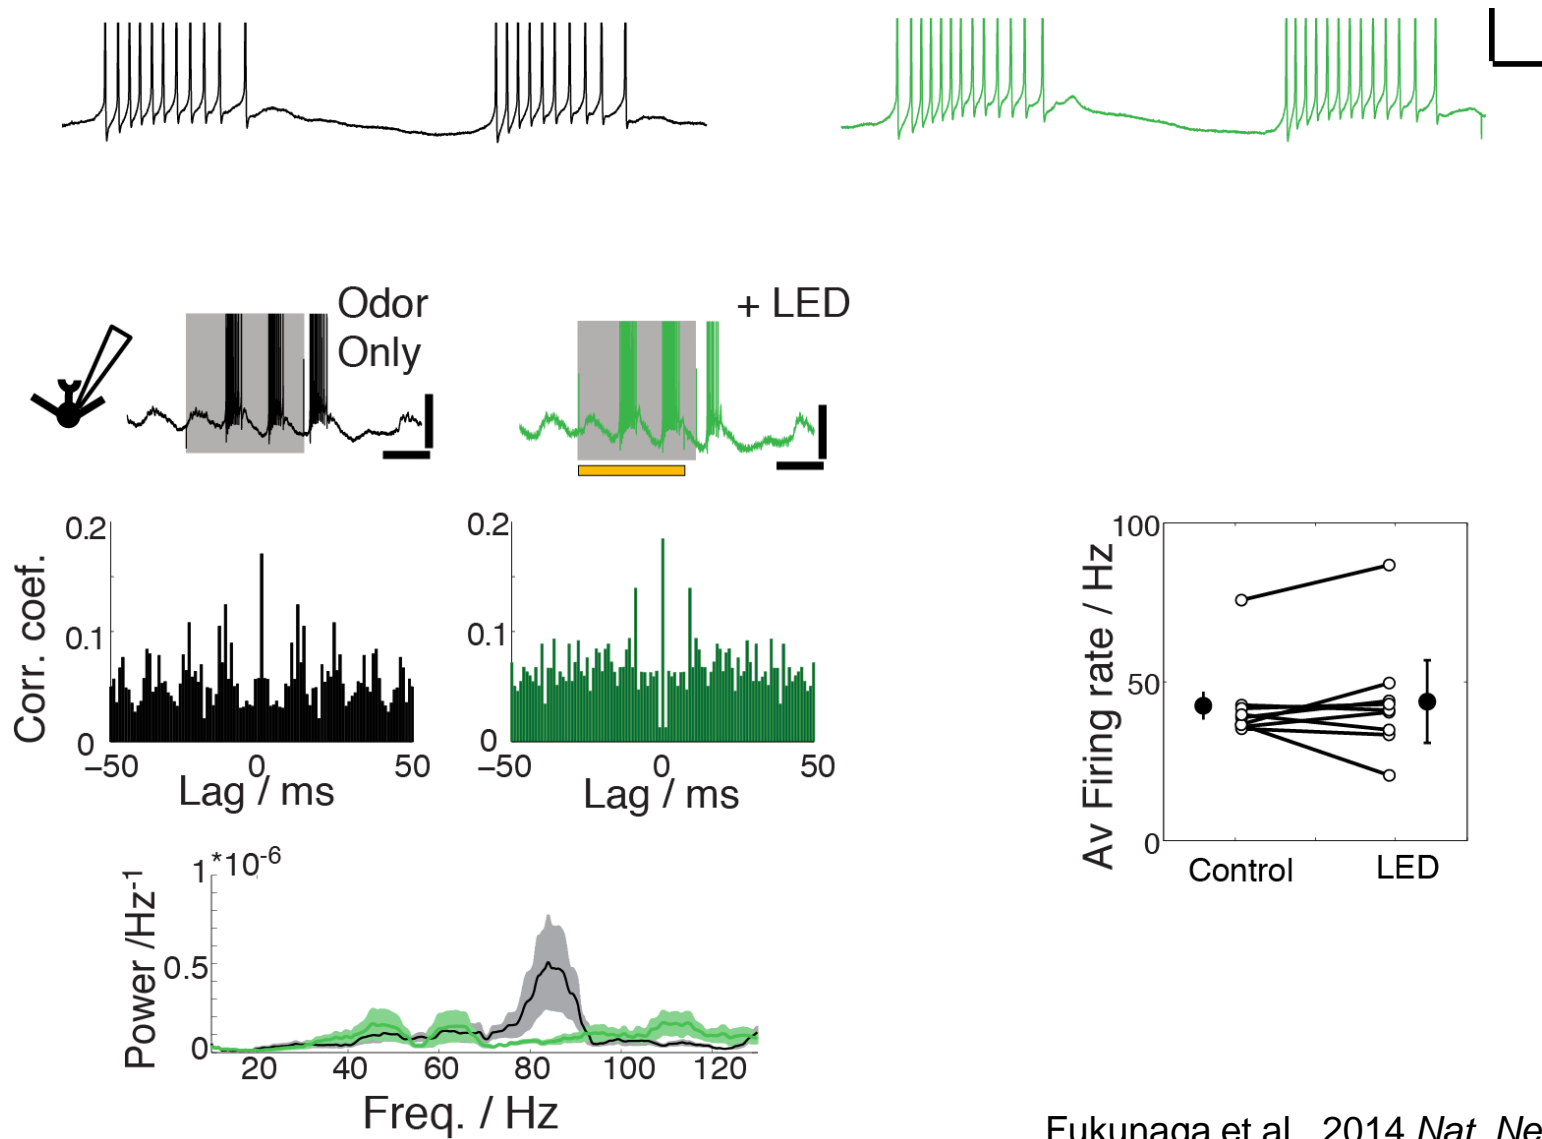 Odor
Only
+ LED
0.2
0.1
0
Corr. coef.
−50
0
50
Lag / ms
0.2
0.1
0
−50
0
50
Lag / ms
100
50
0
Av Firing rate / Hz
Control
LED
1*10-6
0.5
0
Power /Hz-1
20
40
60
80
100
120
Freq. / Hz
Fukunaga et al., 2014 Nat. Ne